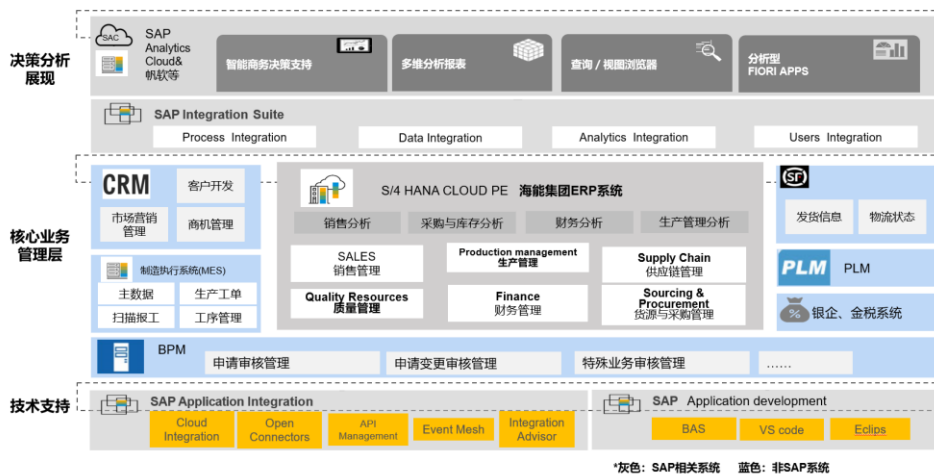 决策分析
展现
SAC
SAP
Analytics
Cloud&
帆软等
智能商务决策支持
多维分析报表
查询 / 视图浏览器
分析型
FIORI APPS
SAP Integration Suite
Process Integration
Data Integration
Analytics Integration
Users Integration
核心业务
管理层
CRM
客户开发
市场营销
管理
商机管理
制造执行系统(MES)
主数据
生产工单
扫描报工
工序管理
S/4 HANA CLOUD PE 海能集团ERP系统
销售分析
采购与库存分析
财务分析
生产管理分析
SALES
销售管理
Production management
生产管理
Supply Chain
供应链管理
Quality Resources
质量管理
Finance
财务管理
Sourcing &
Procurement
货源与采购管理
SF
发货信息
物流状态
PLM
PLM
%
银企、金税系统
BPM
申请审核管理
申请变更审核管理
特殊业务审核管理
……
技术支持
SAP Application Integration
Cloud
Integration
Open
Connectors
API
Management
Event Mesh
Integration
Advisor
SAP Application development
BAS
VS code
Eclips
*灰色：SAP相关系统 蓝色：非SAP系统